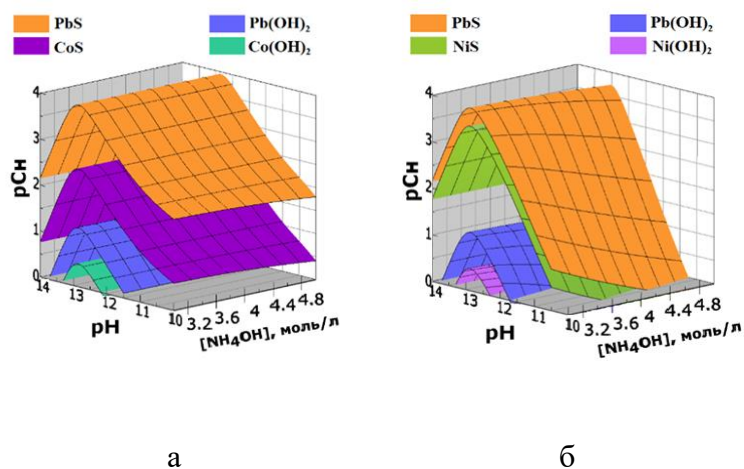 PbS Pb(OH)₂
CoS Co(OH)₂
4
3
2
1
0
pCн
14 13 12 11 10
pH
3.2 3.6 4 4.4 4.8
[NH₄OH], моль/л
а
PbS Pb(OH)₂
NiS Ni(OH)₂
4
3
2
1
0
pCн
14 13 12 11 10
pH
3.2 3.6 4 4.4 4.8
[NH₄OH], моль/л
б